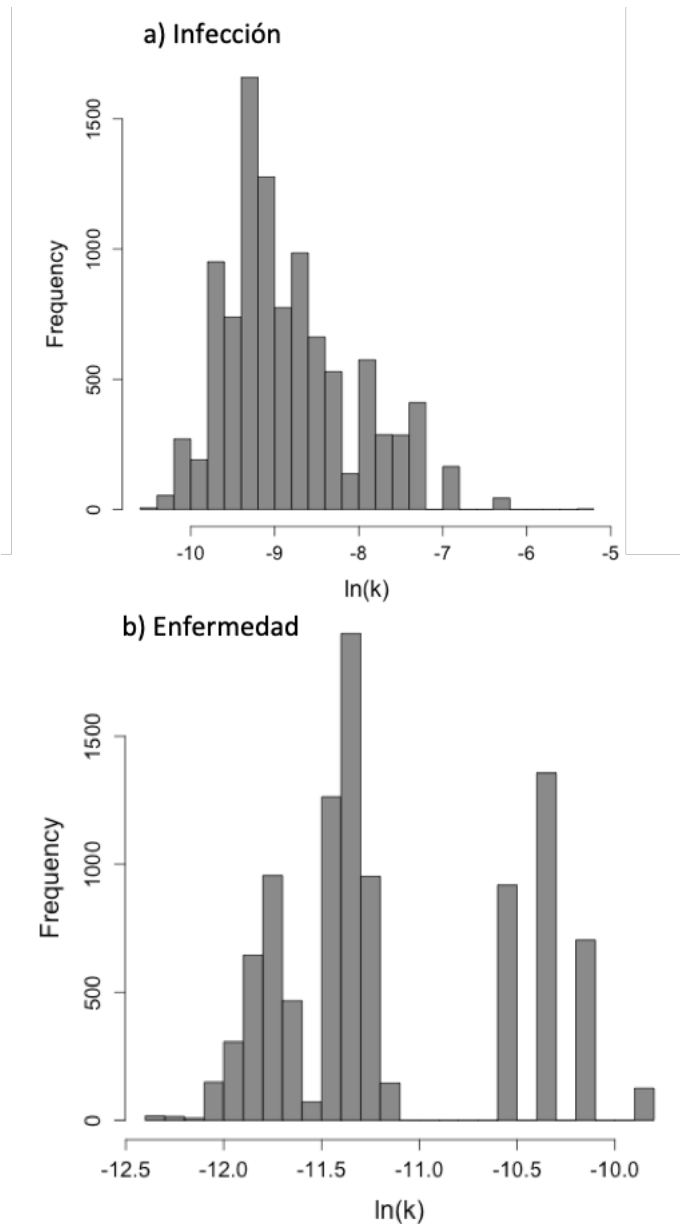 a) Infección
1500
1000
500
0
Frequency
-10 -9 -8 -7 -6 -5
ln(k)
b) Enfermedad
1500
1000
500
0
Frequency
-12.5 -12.0 -11.5 -11.0 -10.5 -10.0
ln(k)